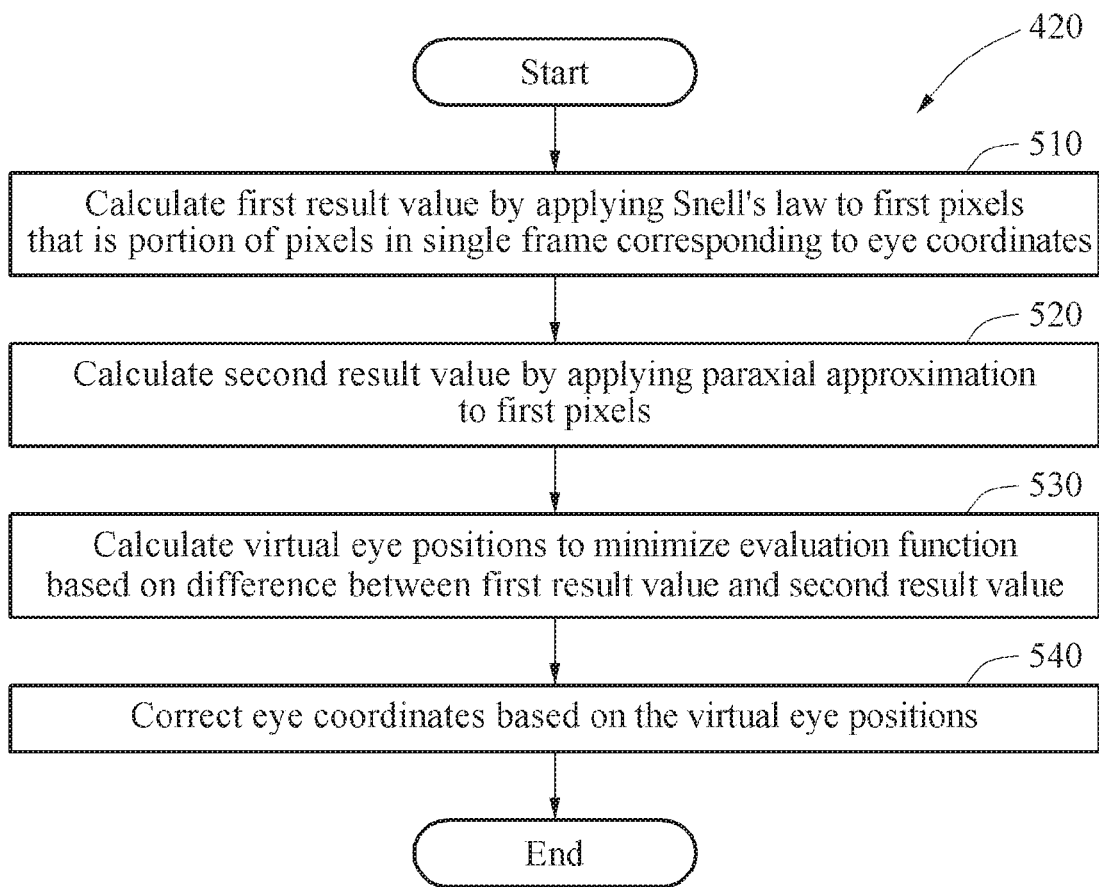 420
Start
510
Calculate first result value by applying Snell's law to first pixels
that is portion of pixels in single frame corresponding to eye coordinates
520
Calculate second result value by applying paraxial approximation
to first pixels
530
Calculate virtual eye positions to minimize evaluation function
based on difference between first result value and second result value
540
Correct eye coordinates based on the virtual eye positions
End